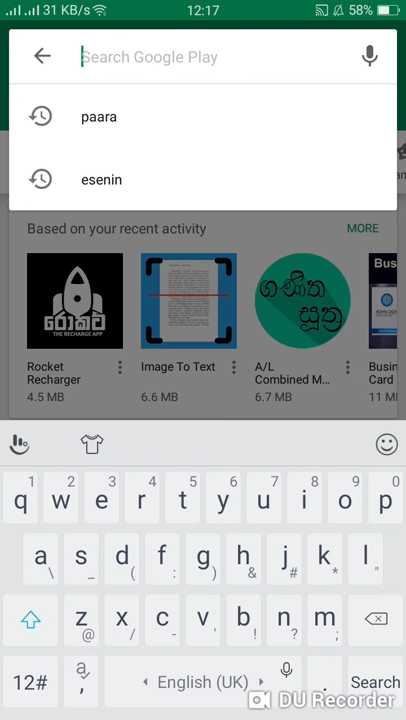 31 KB/s 12:17 58%
Search Google Play
paara
esenin
Based on your recent activity MORE
රොකට්
THE RECHARGE APP
ගණිත
සූත්‍ර
Bus
Rocket
Recharger
4.5 MB
Image To Text
6.6 MB
A/L
Combined M...
6.7 MB
Busin
Card
11 M
1 2 3 4 5 6 7 8 9 0
q w e r t y u i o p
a s d f g h j k l
\ _ ( : ) & # * "
z x c v b n m
@ / - ' ! ? ;
12# , English (UK) . Search
DU Recorder